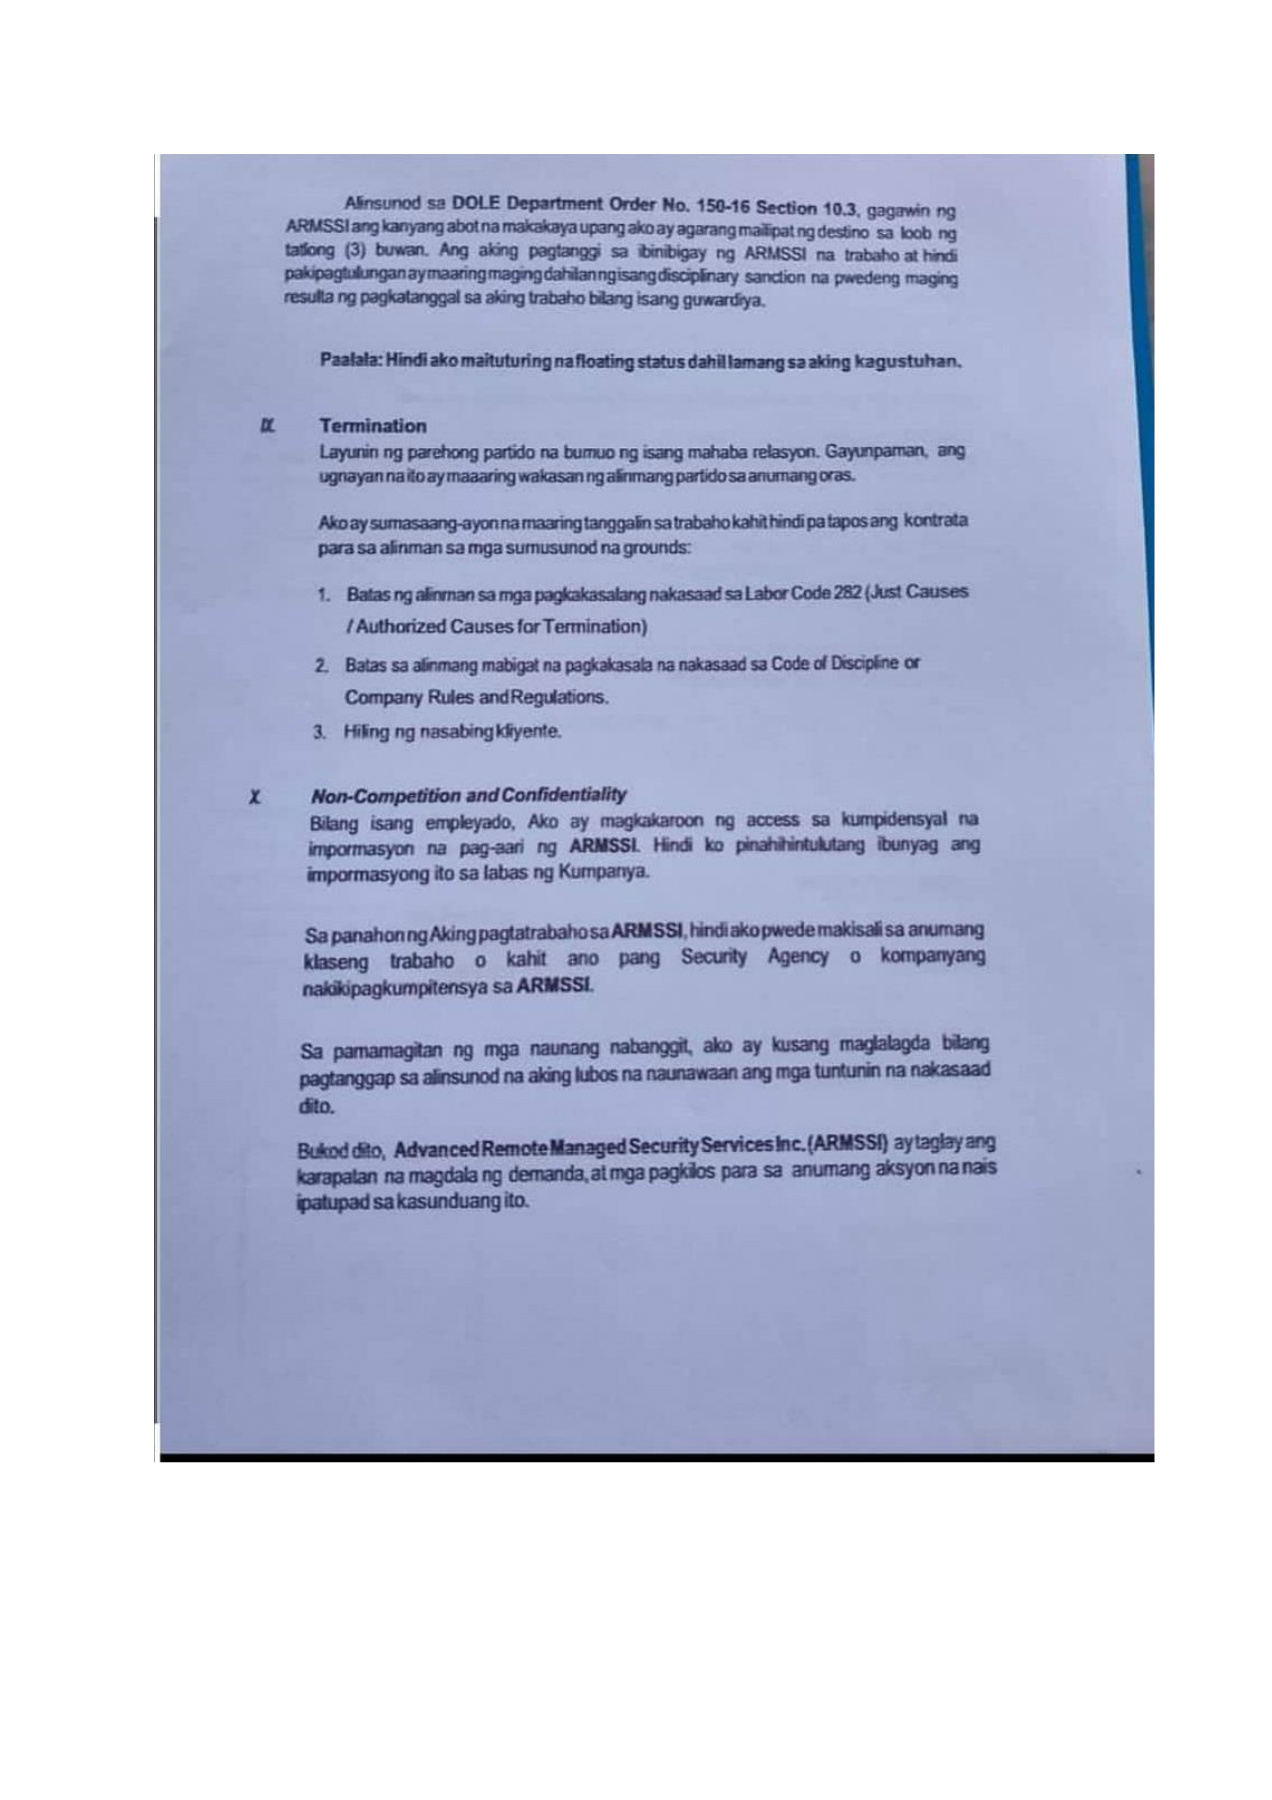 Alinsunod sa DOLE Department Order No. 150-16 Section 10.3, gagawin ng
ARMSSI ang kanyang abot na makakaya upang ako ay agarang mailipat ng destino sa loob ng
tatlong (3) buwan. Ang aking pagtanggi sa ibinibigay ng ARMSSI na trabaho at hindi
pakipagtulungan ay maaring maging dahilan ng isang disciplinary sanction na pwedeng maging
resulta ng pagkatanggal sa aking trabaho bilang isang guwardiya.
Paalala: Hindi ako maituturing na floating status dahil lamang sa aking kagustuhan.
IX. Termination
Layunin ng parehong partido na bumuo ng isang mahaba relasyon. Gayunpaman, ang
ugnayan na ito ay maaaring wakasan ng alinmang partido sa anumang oras.
Ako ay sumasaang-ayon na maaring tanggalin sa trabaho kahit hindi pa tapos ang kontrata
para sa alinman sa mga sumusunod na grounds:
1. Batas ng alinman sa mga pagkakasalang nakasaad sa Labor Code 282 (Just Causes
/ Authorized Causes for Termination)
2. Batas sa alinmang mabigat na pagkakasala na nakasaad sa Code of Discipline or
Company Rules and Regulations.
3. Hiling ng nasabing kliyente.
X. Non-Competition and Confidentiality
Bilang isang empleyado, Ako ay magkakaroon ng access sa kumpidensyal na
impormasyon na pag-aari ng ARMSSI. Hindi ko pinahihintulutang ibunyag ang
impormasyong ito sa labas ng Kumpanya.
Sa panahon ng Aking pagtatrabaho sa ARMSSI, hindi ako pwede makisali sa anumang
klaseng trabaho o kahit ano pang Security Agency o kompanyang
nakikipagkumpitensya sa ARMSSI.
Sa pamamagitan ng mga naunang nabanggit, ako ay kusang maglalagda bilang
pagtanggap sa alinsunod na aking lubos na naunawaan ang mga tuntunin na nakasaad
dito.
Bukod dito, Advanced Remote Managed Security Services Inc. (ARMSSI) ay taglay ang
karapatan na magdala ng demanda, at mga pagkilos para sa anumang aksyon na nais
ipatupad sa kasunduang ito.